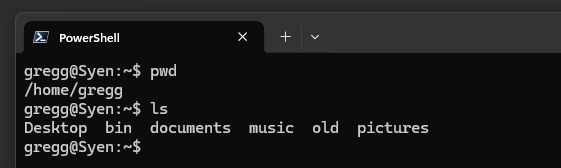 PowerShell
gregg@Syen:~$ pwd
/home/gregg
gregg@Syen:~$ ls
Desktop  bin  documents  music  old  pictures
gregg@Syen:~$